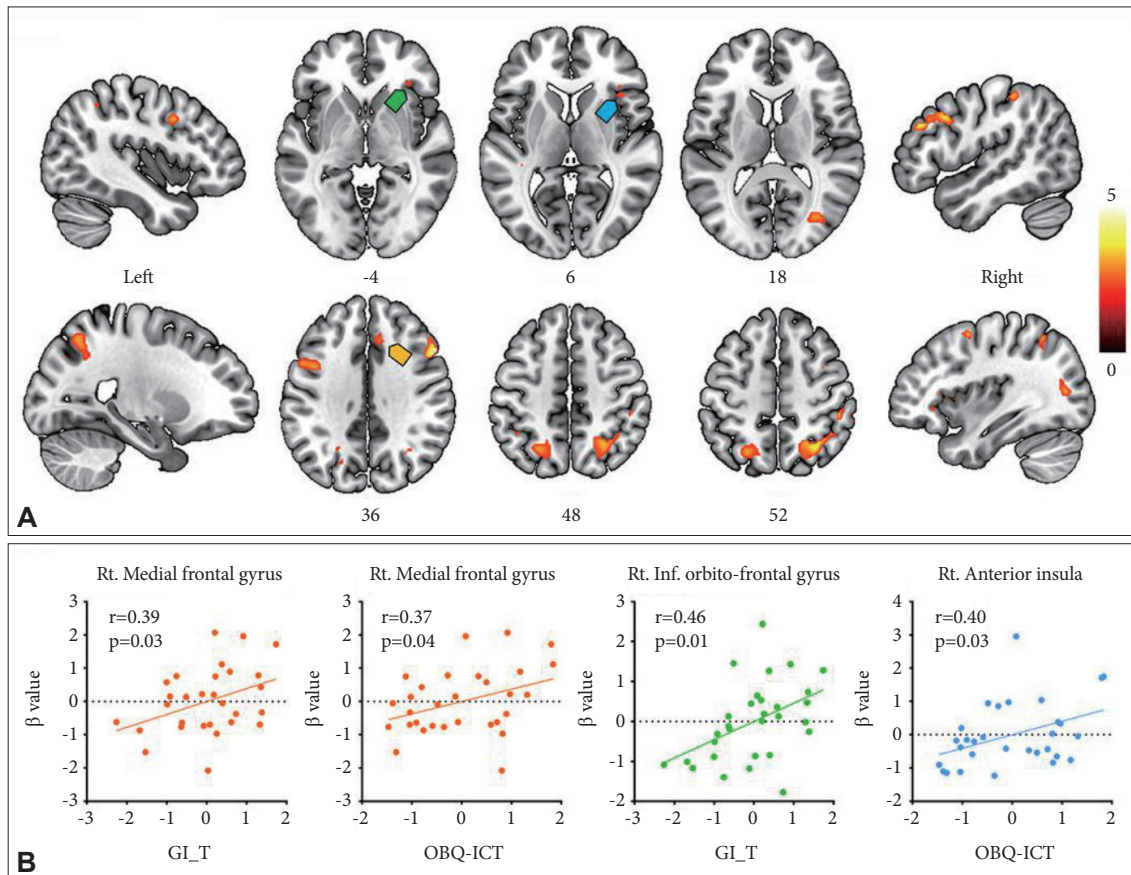 5
0
Left
-4
6
18
Right
36
48
52
A
Rt. Medial frontal gyrus
r=0.39
p=0.03
β value
3
2
1
0
-1
-2
-3
-3
-2
-1
0
1
2
GI_T
Rt. Medial frontal gyrus
r=0.37
p=0.04
β value
3
2
1
0
-1
-2
-3
-2
-1
0
1
2
OBQ-ICT
Rt. Inf. orbito-frontal gyrus
r=0.46
p=0.01
β value
3
2
1
0
-1
-2
-3
-2
-1
0
1
2
GI_T
Rt. Anterior insula
r=0.40
p=0.03
β value
4
3
2
1
0
-1
-2
-2
-1
0
1
2
OBQ-ICT
B